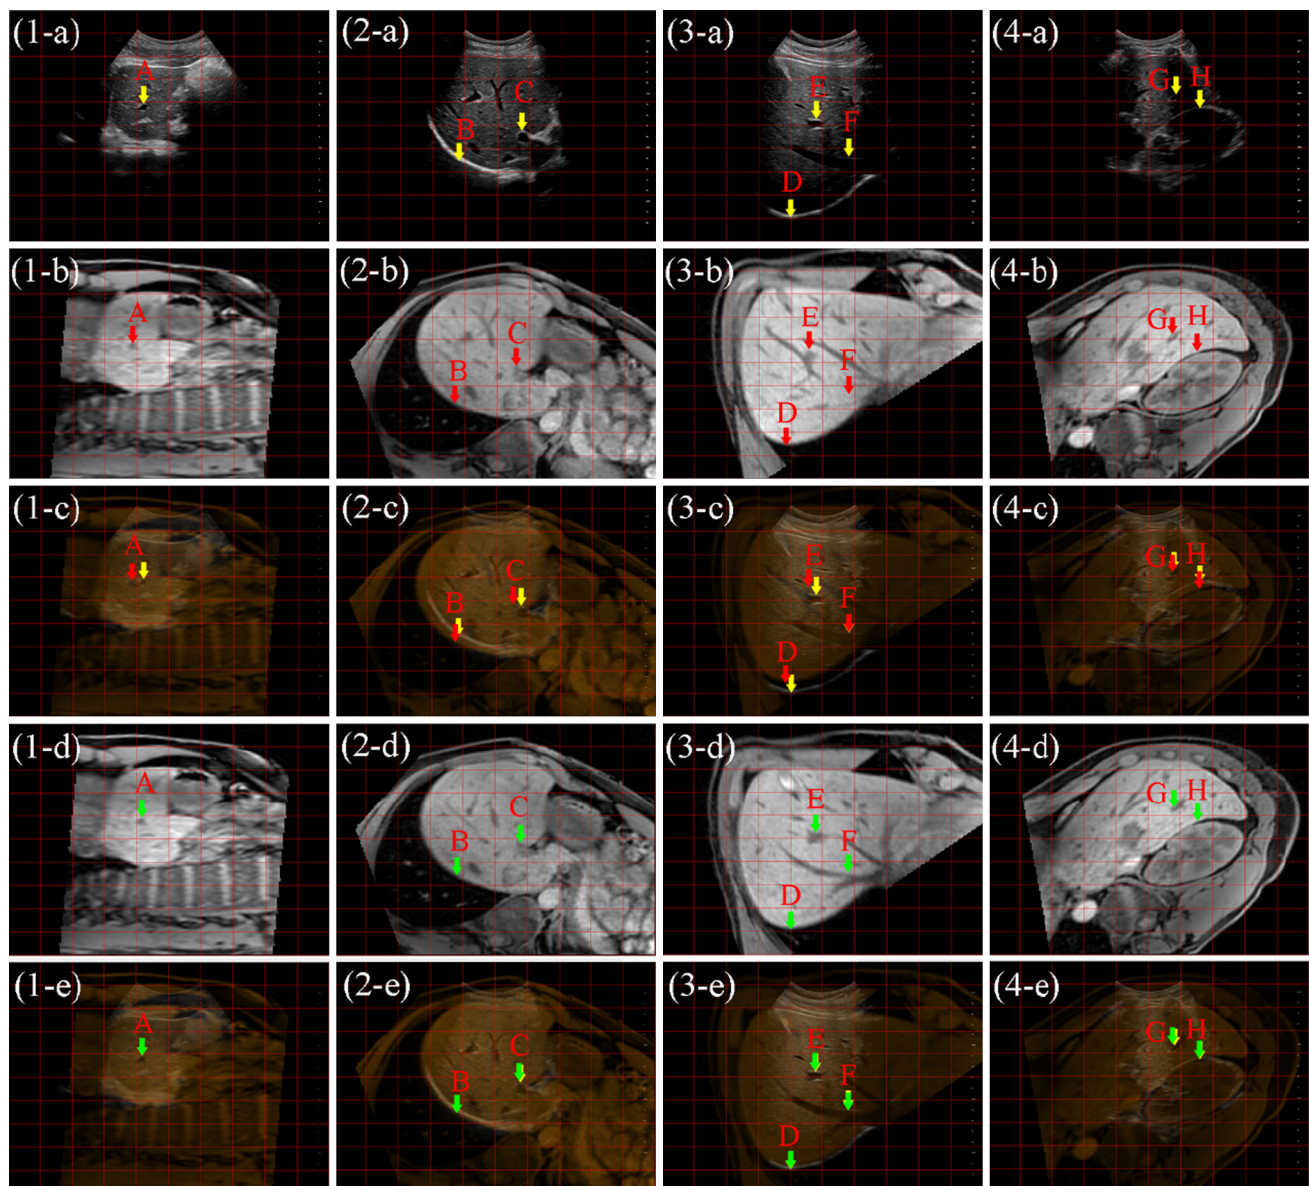 (1-a) (2-a) (3-a) (4-a)
A B C D E F G H
(1-b) (2-b) (3-b) (4-b)
A B C D E F G H
(1-c) (2-c) (3-c) (4-c)
A B C D E F G H
(1-d) (2-d) (3-d) (4-d)
A B C D E F G H
(1-e) (2-e) (3-e) (4-e)
A B C D E F G H